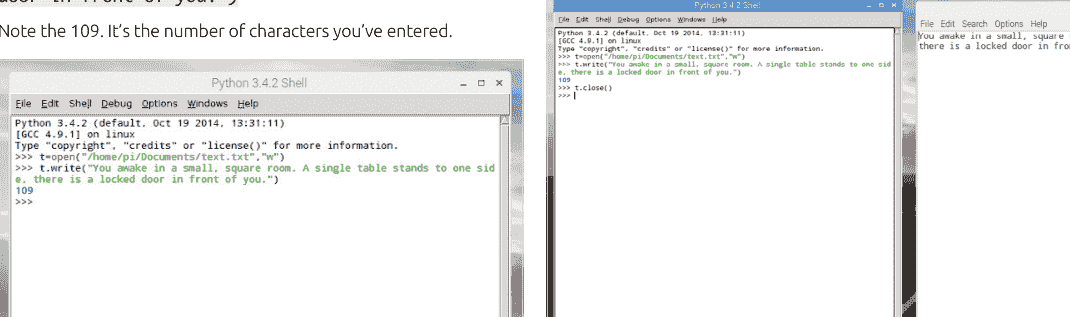 door in front of you.")
Note the 109. It's the number of characters you've entered.
Python 3.4.2 Shell
File Edit Shell Debug Options Windows Help
Python 3.4.2 (default, Oct 19 2014, 13:31:11)
[GCC 4.9.1] on linux
Type "copyright", "credits" or "license()" for more information.
>>> t=open("/home/pi/Documents/text.txt","w")
>>> t.write("You awake in a small, square room. A single table stands to one sid
e, there is a locked door in front of you.")
109
>>>
Python 3.4.2 Shell
File Edit Shell Debug Options Windows Help
Python 3.4.2 (default, Oct 19 2014, 13:31:11)
[GCC 4.9.1] on linux
Type "copyright", "credits" or "license()" for more information.
>>> t=open("/home/pi/Documents/text.txt","w")
>>> t.write("You awake in a small, square room. A single table stands to one sid
e, there is a locked door in front of you.")
109
>>> t.close()
>>>
File Edit Search Options Help
You awake in a small, square
there is a locked door in fro